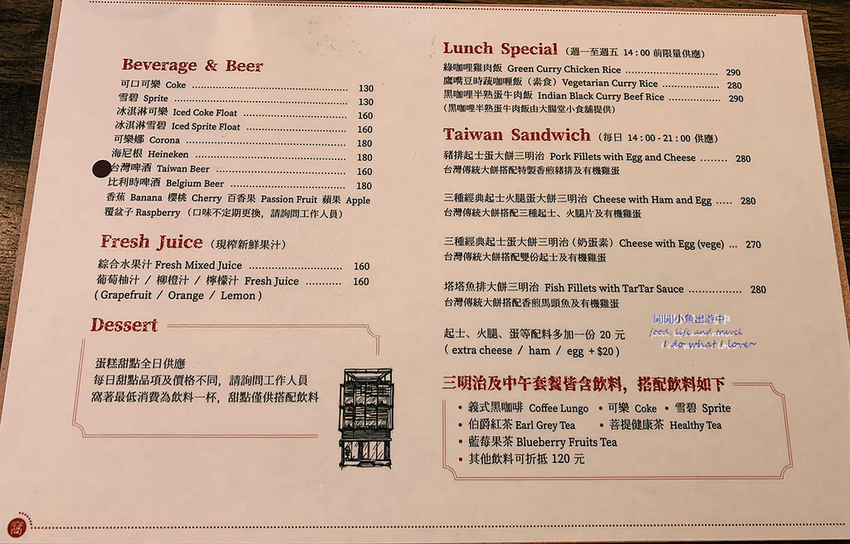 Beverage & Beer
可口可樂 Coke 130
雪碧 Sprite 130
冰淇淋可樂 Iced Coke Float 160
冰淇淋雪碧 Iced Sprite Float 160
可樂娜 Corona 180
海尼根 Heineken 180
台灣啤酒 Taiwan Beer 160
比利時啤酒 Belgium Beer 180
香蕉 Banana 櫻桃 Cherry 百香果 Passion Fruit 蘋果 Apple
覆盆子 Raspberry (口味不定期更換,請詢問工作人員)
Fresh Juice (現榨新鮮果汁)
綜合水果汁 Fresh Mixed Juice 160
葡萄柚汁 / 柳橙汁 / 檸檬汁 Fresh Juice 160
( Grapefruit / Orange / Lemon )
Dessert
蛋糕甜點全日供應
每日甜點品項及價格不同,請詢問工作人員
窩著最低消費為飲料一杯,甜點僅供搭配飲料
窩
Lunch Special (週一至週五 14:00 前限量供應)
綠咖哩雞肉飯 Green Curry Chicken Rice 290
鷹嘴豆時蔬咖哩飯(素食) Vegetarian Curry Rice 280
黑咖哩半熟蛋牛肉飯 Indian Black Curry Beef Rice 290
(黑咖哩半熟蛋牛肉飯由大腸堂小食舖提供)
Taiwan Sandwich (每日 14:00-21:00 供應)
豬排起士蛋大餅三明治 Pork Fillets with Egg and Cheese 280
台灣傳統大餅搭配特製香煎豬排及有機雞蛋
三種經典起士火腿蛋大餅三明治 Cheese with Ham and Egg 280
台灣傳統大餅搭配三種起士、火腿片及有機雞蛋
三種經典起士蛋大餅三明治(奶蛋素) Cheese with Egg (vege) 270
台灣傳統大餅搭配雙份起士及有機雞蛋
塔塔魚排大餅三明治 Fish Fillets with TarTar Sauce 280
台灣傳統大餅搭配香煎馬頭魚及有機雞蛋
起士、火腿、蛋等配料多加一份 20 元
( extra cheese / ham / egg +$20 )
開開小魚出遊中
food, life and travel
I do what I love~
三明治及中午套餐皆含飲料,搭配飲料如下
• 義式黑咖啡 Coffee Lungo • 可樂 Coke • 雪碧 Sprite
• 伯爵紅茶 Earl Grey Tea • 菩提健康茶 Healthy Tea
• 藍莓果茶 Blueberry Fruits Tea
• 其他飲料可折抵 120 元